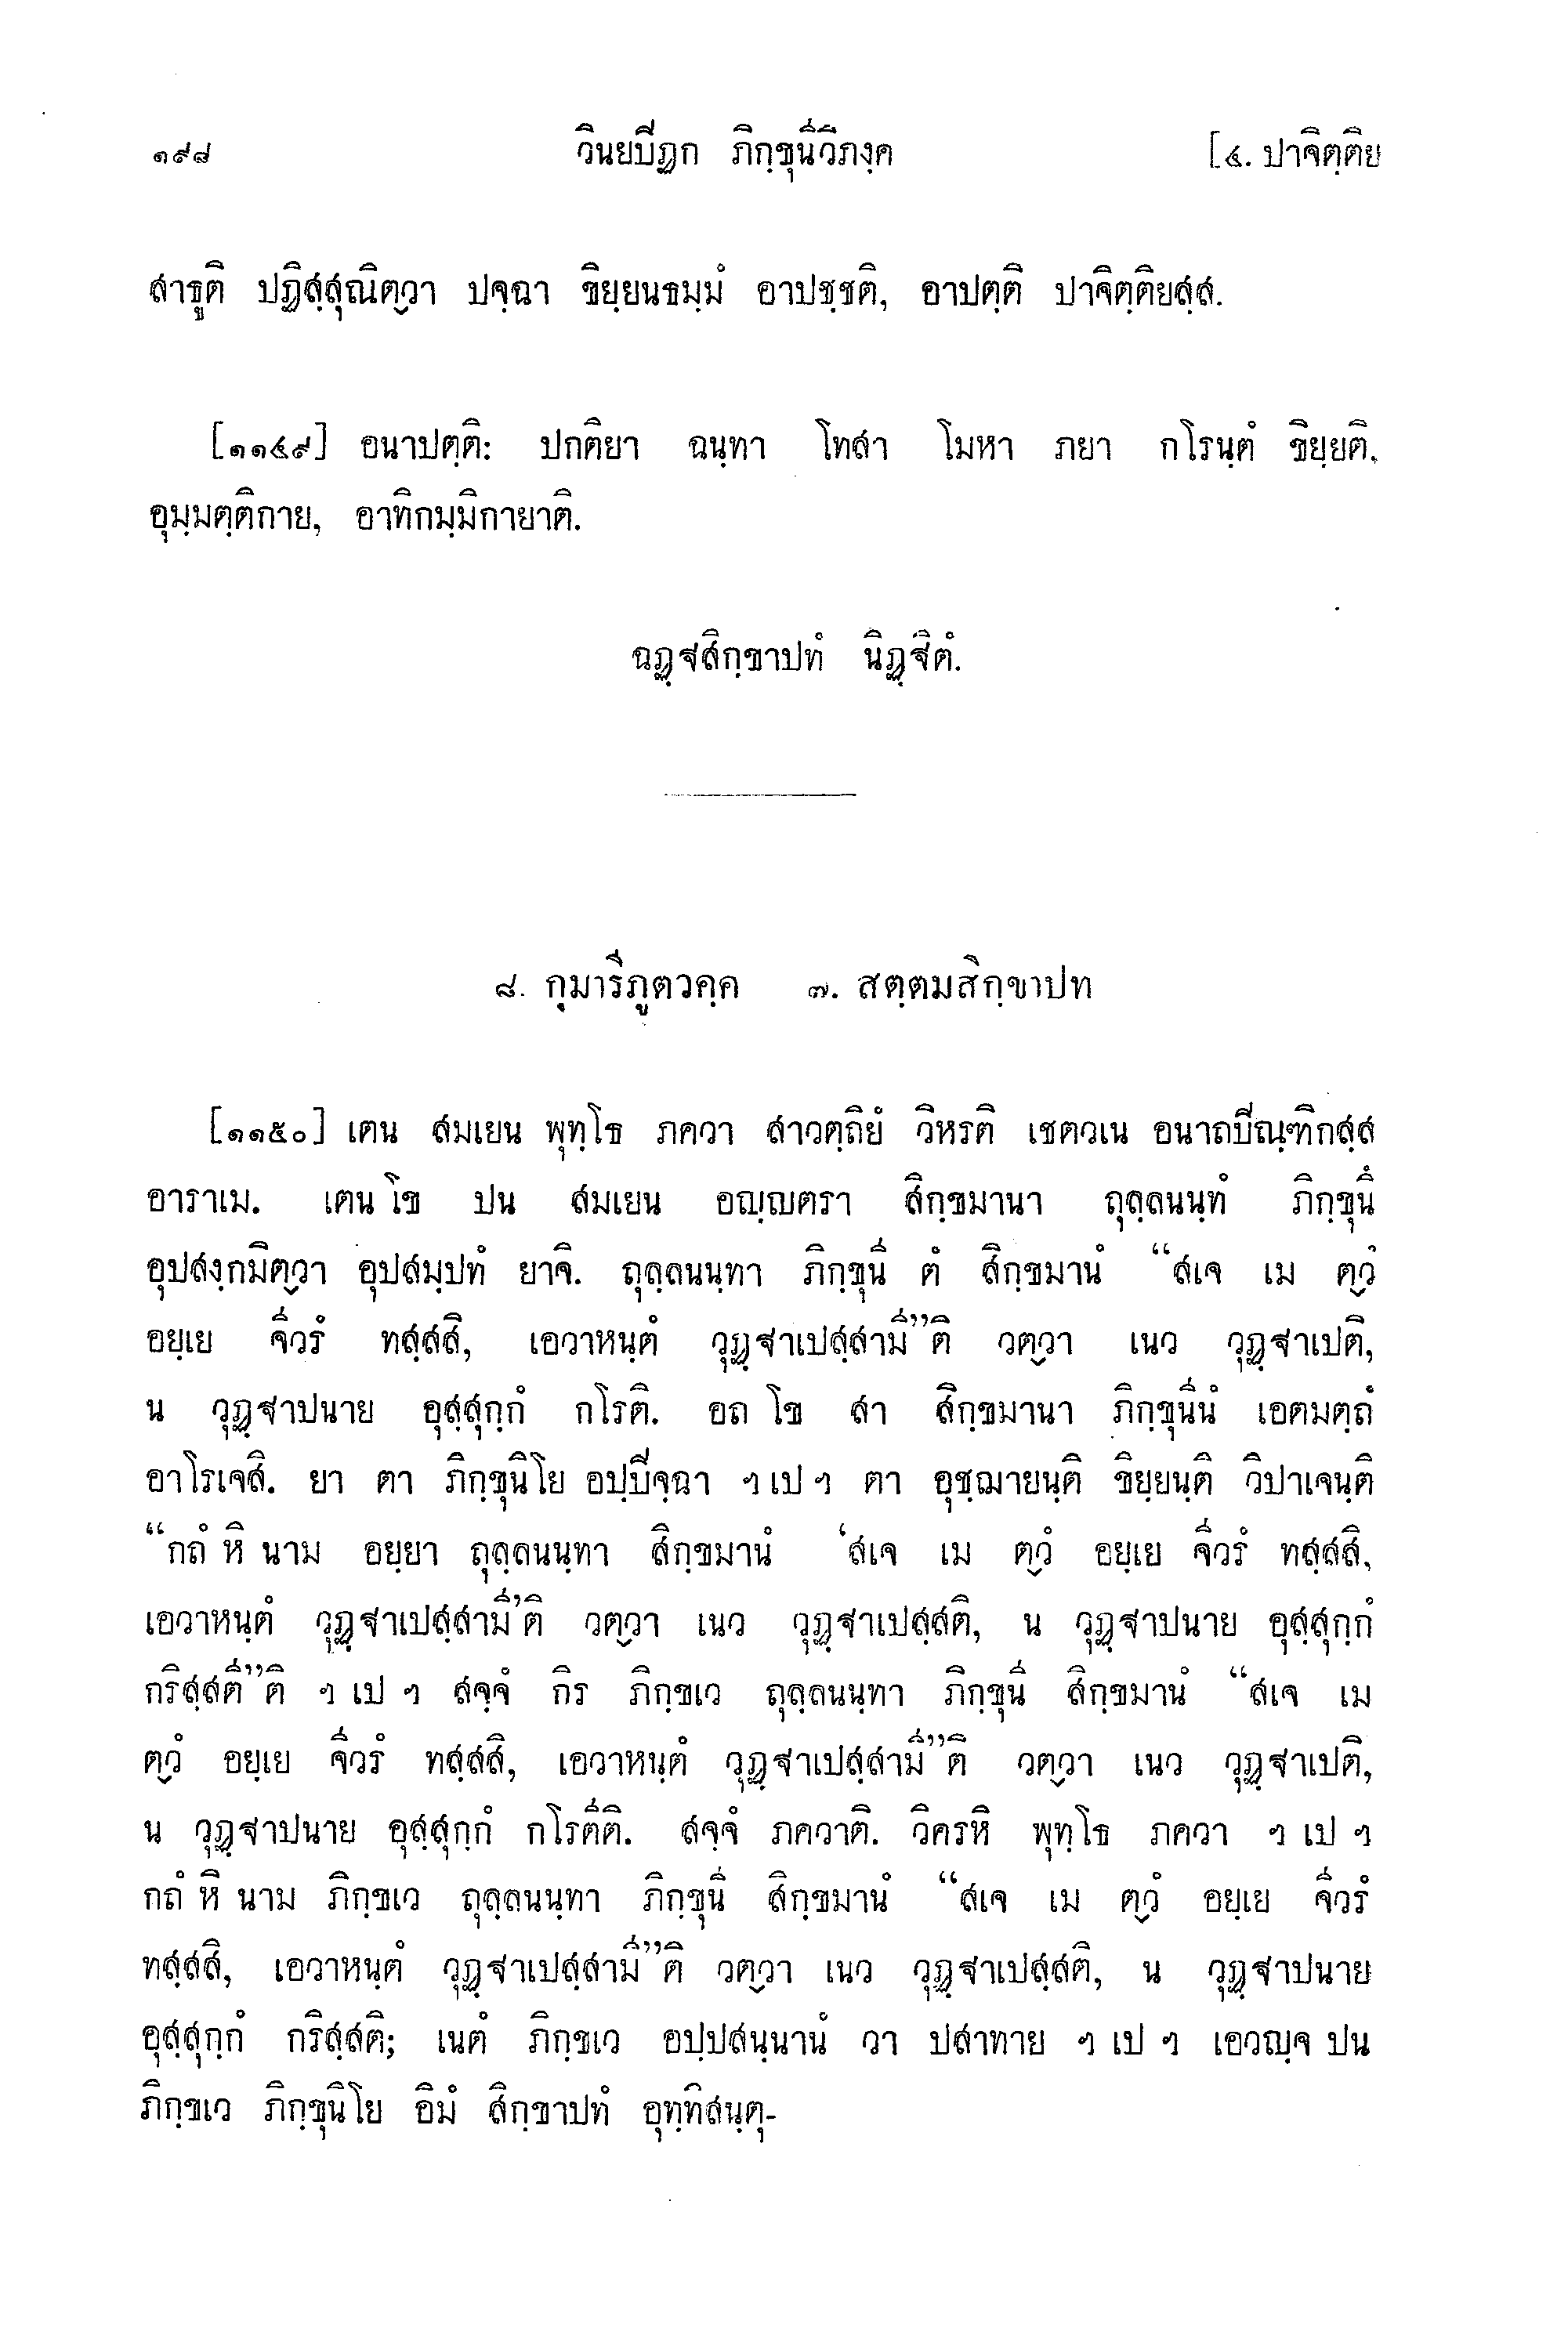 ๑๙๘ วินยปิฏก ภิกฺขุนีวิภงฺค [๔. ปาจิตฺติย
สาธูติ ปฏิสฺสุณิตฺวา ปจฺฉา ขิยฺยนธมฺมํ อาปชฺชติ, อาปตฺติ ปาจิตฺติยสฺส.
[๑๑๔๙] อนาปตฺติ: ปกติยา ฉนฺทา โทสา โมหา ภยา กโรนฺตํ ขิยฺยติ,
อุมฺมตฺติกาย, อาทิกมฺมิกายาติ.
ฉฏฺฐสิกฺขาปทํ นิฏฺฐิตํ.
๘. กุมารีภูตวคฺค ๗. สตฺตมสิกฺขาปท
[๑๑๕๐] เตน สมเยน พุทฺโธ ภควา สาวตฺถิยํ วิหรติ เชตวเน อนาถปิณฺฑิกสฺส
อาราเม. เตน โข ปน สมเยน อญฺญตรา สิกฺขมานา ถุลฺลนนฺทํ ภิกฺขุนึ
อุปสงฺกมิตฺวา อุปสมฺปทํ ยาจิ. ถุลฺลนนฺทา ภิกฺขุนี ตํ สิกฺขมานํ “สเจ เม ตฺวํ
อยฺเย จีวรํ ทสฺสสิ, เอวาหนฺตํ วุฏฺฐาเปสฺสามี”ติ วตฺวา เนว วุฏฺฐาเปติ,
น วุฏฺฐาปนาย อุสฺสุกฺกํ กโรติ. อถ โข สา สิกฺขมานา ภิกฺขุนีนํ เอตมตฺถํ
อาโรเจสิ. ยา ตา ภิกฺขุนิโย อปฺปิจฺฉา ฯ เป ฯ ตา อุชฺฌายนฺติ ขิยฺยนฺติ วิปาเจนฺติ
“กถํ หิ นาม อยฺยา ถุลฺลนนฺทา สิกฺขมานํ ‘สเจ เม ตฺวํ อยฺเย จีวรํ ทสฺสสิ,
เอวาหนฺตํ วุฏฺฐาเปสฺสามี’ติ วตฺวา เนว วุฏฺฐาเปสฺสติ, น วุฏฺฐาปนาย อุสฺสุกฺกํ
กริสฺสตี”ติ ฯ เป ฯ สจฺจํ กิร ภิกฺขเว ถุลฺลนนฺทา ภิกฺขุนี สิกฺขมานํ “สเจ เม
ตฺวํ อยฺเย จีวรํ ทสฺสสิ, เอวาหนฺตํ วุฏฺฐาเปสฺสามี”ติ วตฺวา เนว วุฏฺฐาเปติ,
น วุฏฺฐาปนาย อุสฺสุกฺกํ กโรตีติ. สจฺจํ ภควาติ. วิครหิ พุทฺโธ ภควา ฯ เป ฯ
กถํ หิ นาม ภิกฺขเว ถุลฺลนนฺทา ภิกฺขุนี สิกฺขมานํ “สเจ เม ตฺวํ อยฺเย จีวรํ
ทสฺสสิ, เอวาหนฺตํ วุฏฺฐาเปสฺสามี”ติ วตฺวา เนว วุฏฺฐาเปสฺสติ, น วุฏฺฐาปนาย
อุสฺสุกฺกํ กริสฺสติ; เนตํ ภิกฺขเว อปฺปสนฺนานํ วา ปสาทาย ฯ เป ฯ เอวญฺจ ปน
ภิกฺขเว ภิกฺขุนิโย อิมํ สิกฺขาปทํ อุทฺทิสนฺตุ-